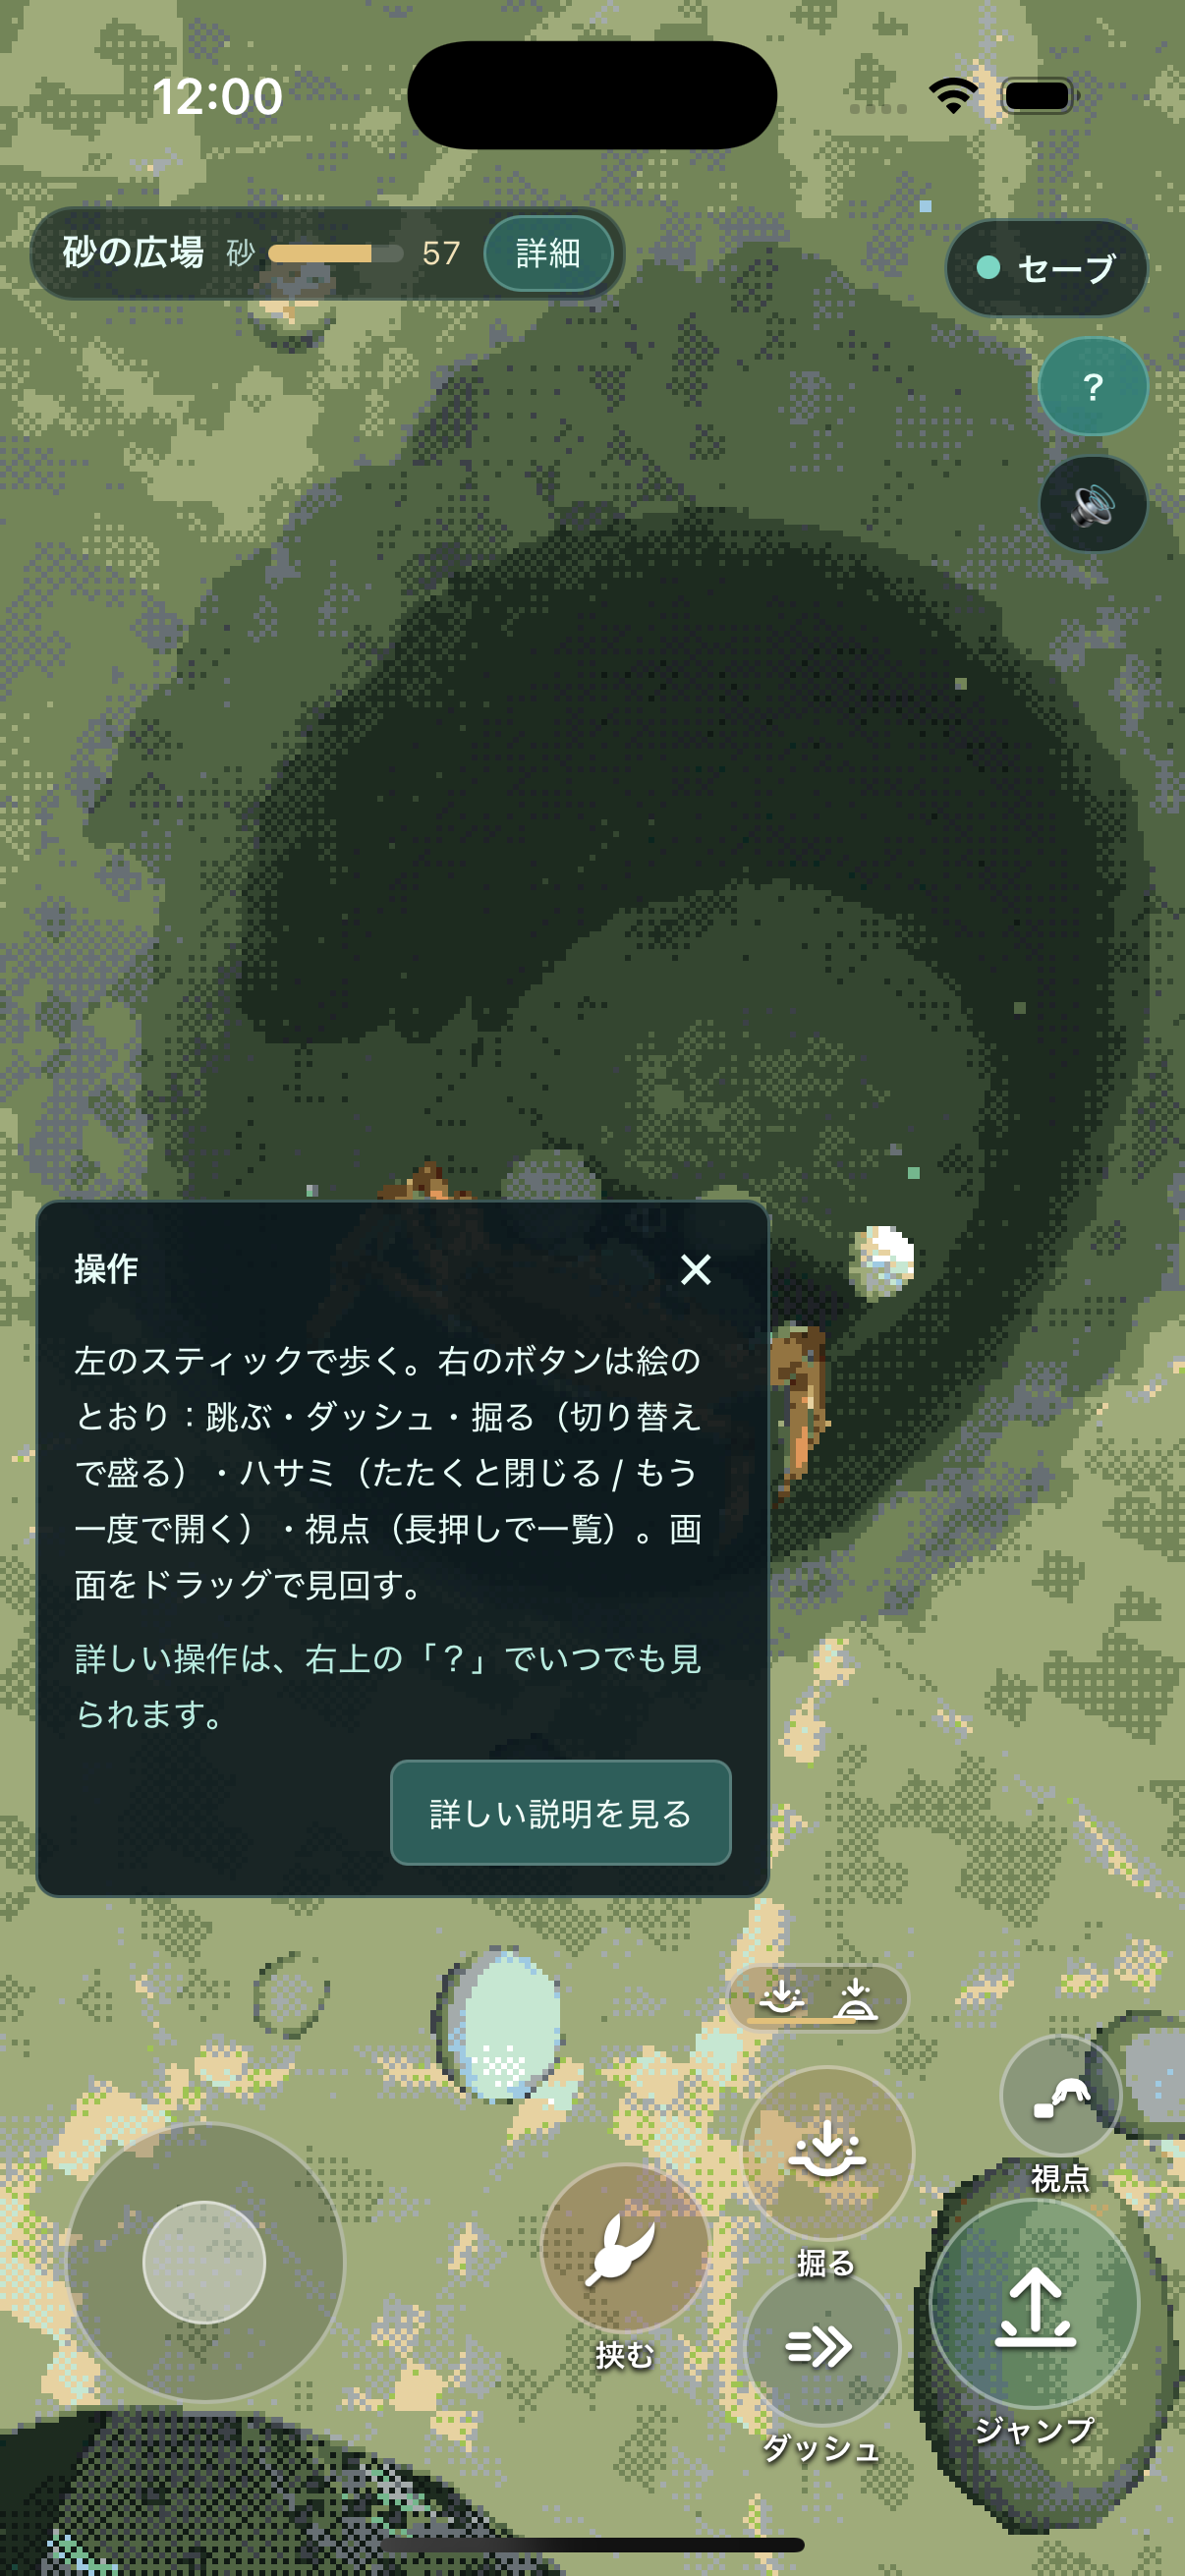 12:00
砂の広場 砂 57 詳細
セーブ
?
操作
左のスティックで歩く。右のボタンは絵の
とおり：跳ぶ・ダッシュ・掘る（切り替え
で盛る）・ハサミ（たたくと閉じる / もう
一度で開く）・視点（長押しで一覧）。画
面をドラッグで見回す。
詳しい操作は、右上の「？」でいつでも見
られます。
詳しい説明を見る
視点
掘る
挟む
ジャンプ
ダッシュ